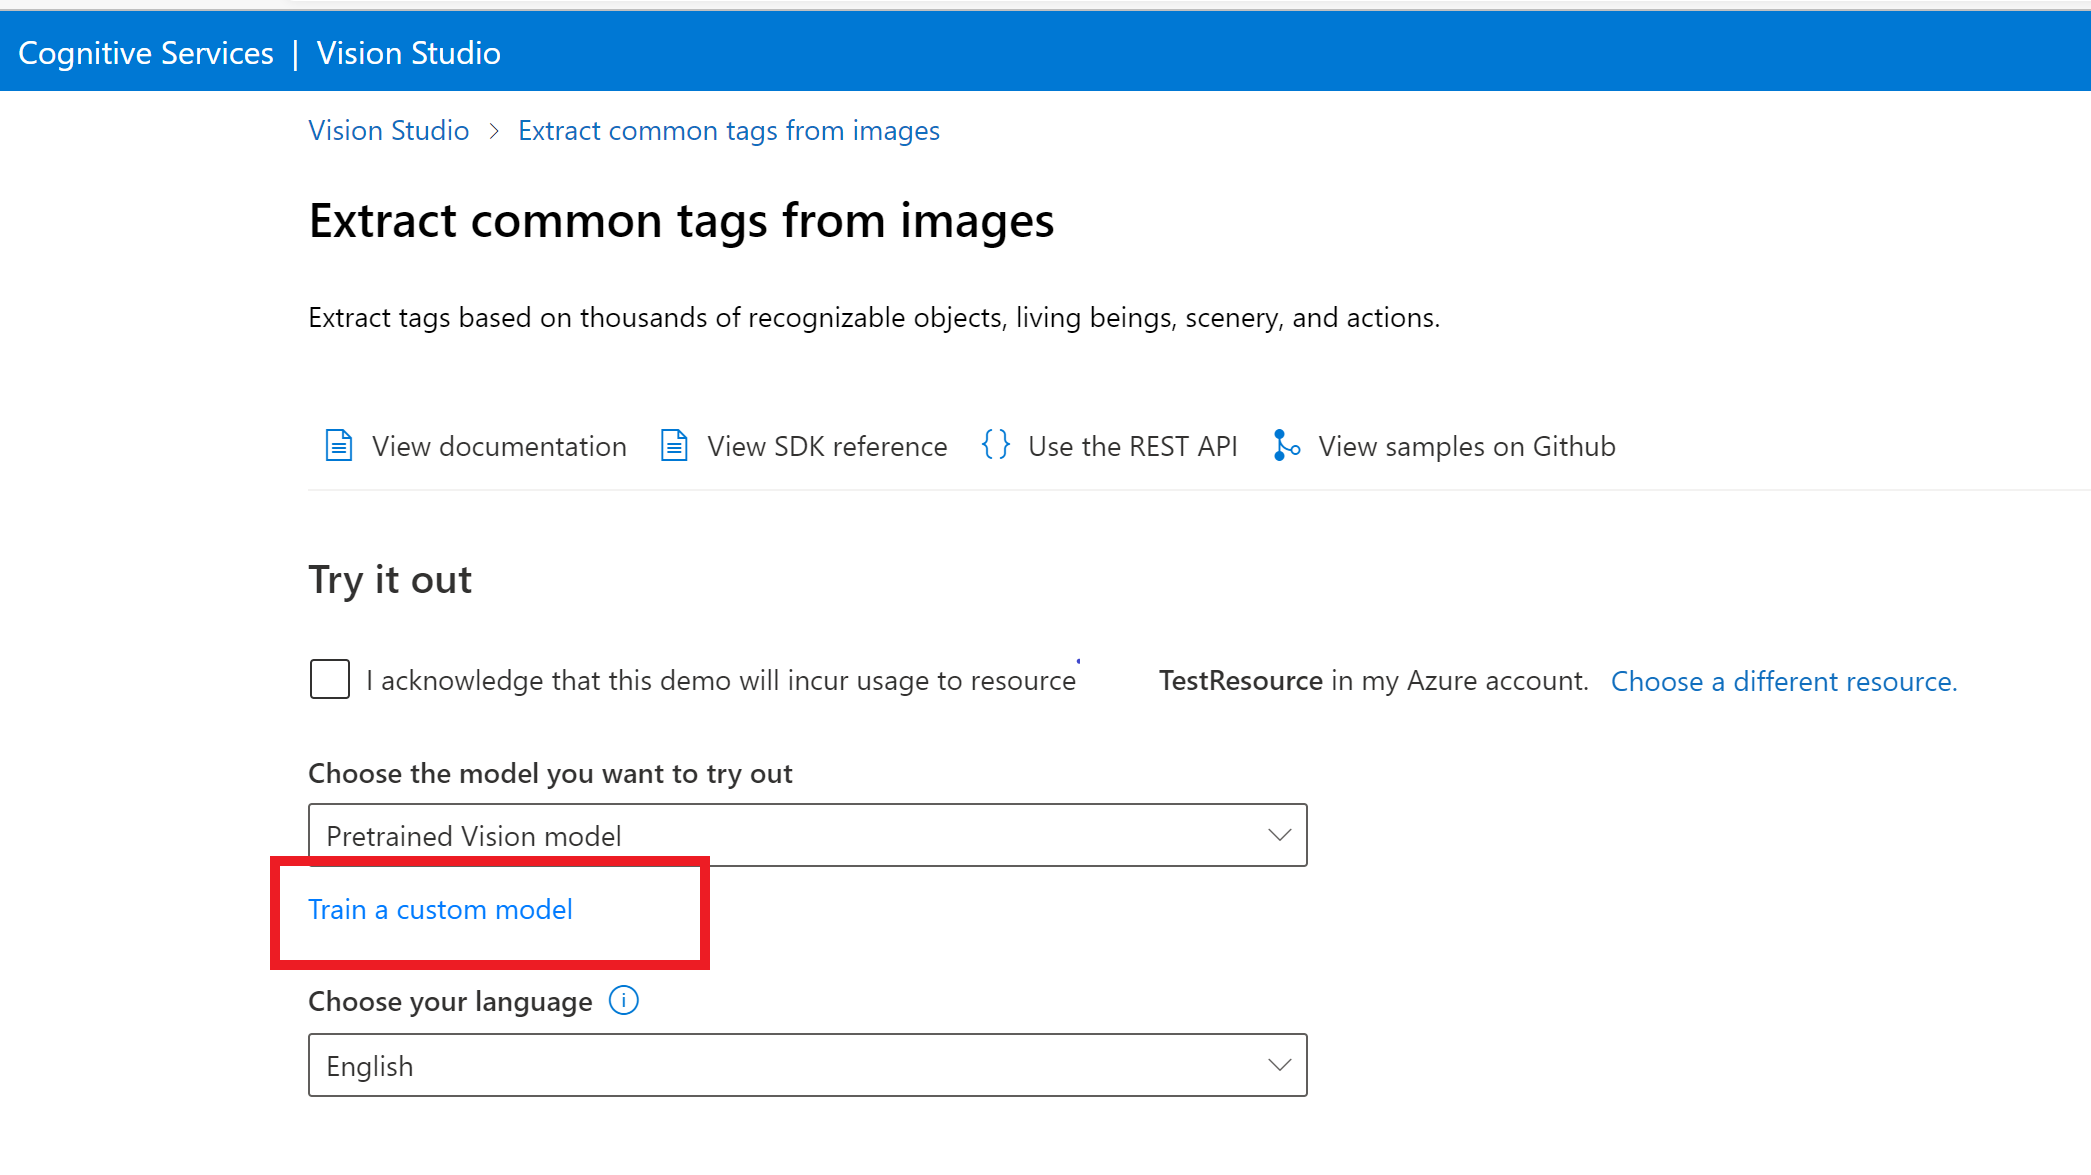 Cognitive Services | Vision Studio
Vision Studio > Extract common tags from images
Extract common tags from images
Extract tags based on thousands of recognizable objects, living beings, scenery, and actions.
View documentation View SDK reference Use the REST API View samples on Github
Try it out
I acknowledge that this demo will incur usage to resource TestResource in my Azure account. Choose a different resource.
Choose the model you want to try out
Pretrained Vision model
Train a custom model
Choose your language
English